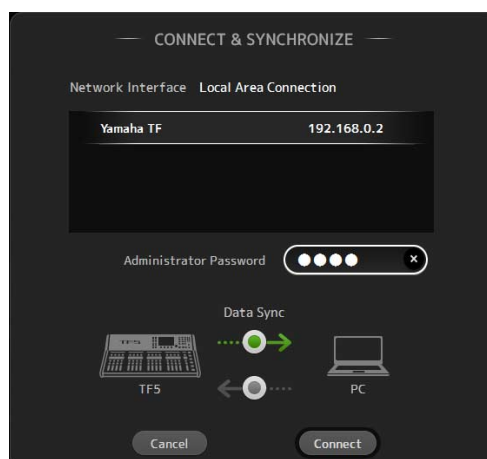 CONNECT & SYNCHRONIZE
Network Interface Local Area Connection
Yamaha TF 192.168.0.2
Administrator Password ●●●● ×
Data Sync
TF5
TF5 PC
Cancel Connect